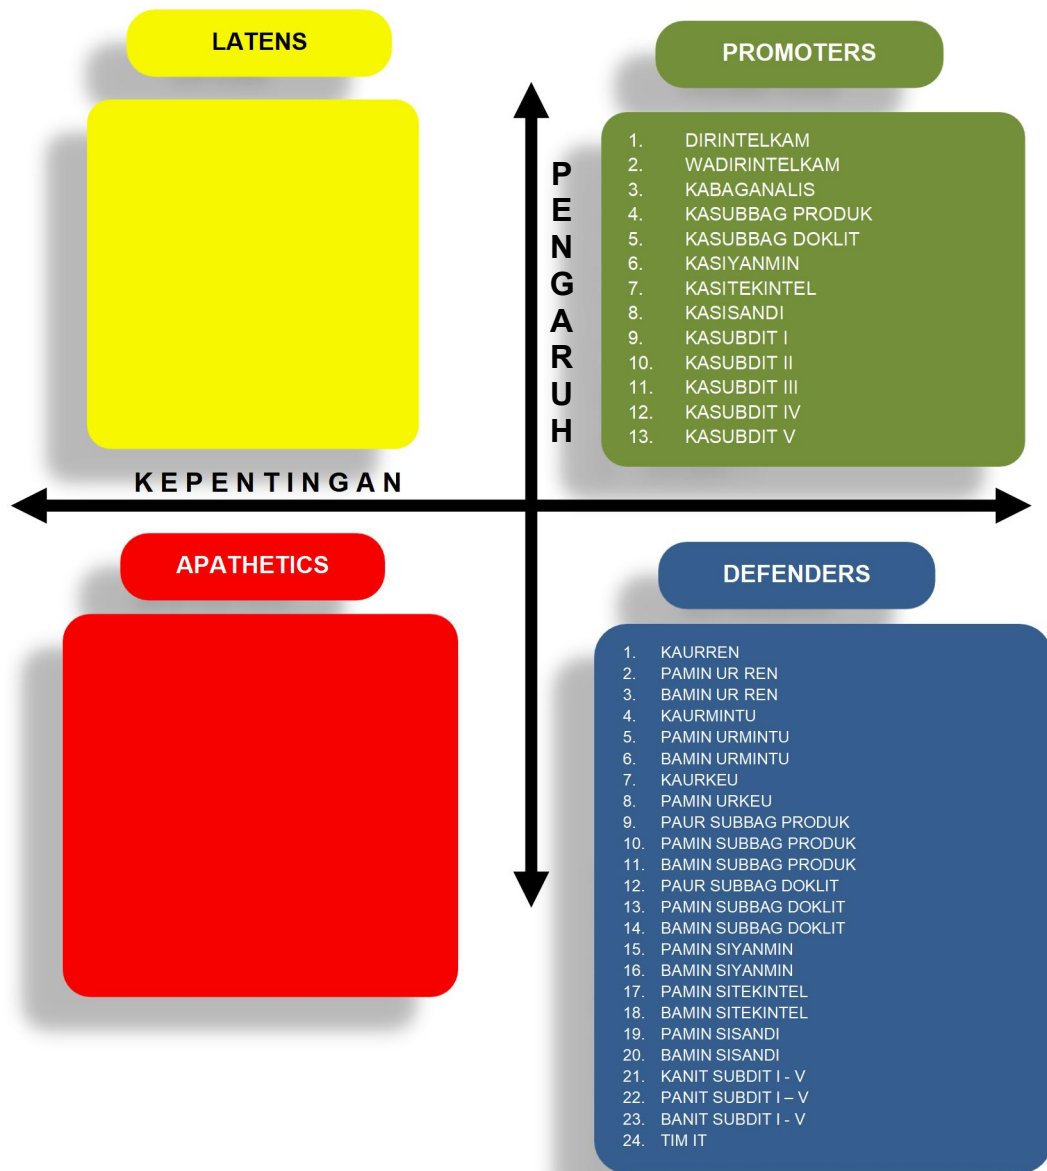 LATENS
PROMOTERS
1. DIRINTELKAM
2. WADIRINTELKAM
3. KABAGANALIS
4. KASUBBAG PRODUK
5. KASUBBAG DOKLIT
6. KASIYANMIN
7. KASITEKINTEL
8. KASISANDI
9. KASUBDIT I
10. KASUBDIT II
11. KASUBDIT III
12. KASUBDIT IV
13. KASUBDIT V
PENGARUH
KEPENTINGAN
APATHETICS
DEFENDERS
1. KAURREN
2. PAMIN UR REN
3. BAMIN UR REN
4. KAURMINTU
5. PAMIN URMINTU
6. BAMIN URMINTU
7. KAURKEU
8. PAMIN URKEU
9. PAUR SUBBAG PRODUK
10. PAMIN SUBBAG PRODUK
11. BAMIN SUBBAG PRODUK
12. PAUR SUBBAG DOKLIT
13. PAMIN SUBBAG DOKLIT
14. BAMIN SUBBAG DOKLIT
15. PAMIN SIYANMIN
16. BAMIN SIYANMIN
17. PAMIN SITEKINTEL
18. BAMIN SITEKINTEL
19. PAMIN SISANDI
20. BAMIN SISANDI
21. KANIT SUBDIT I - V
22. PANIT SUBDIT I – V
23. BANIT SUBDIT I - V
24. TIM IT